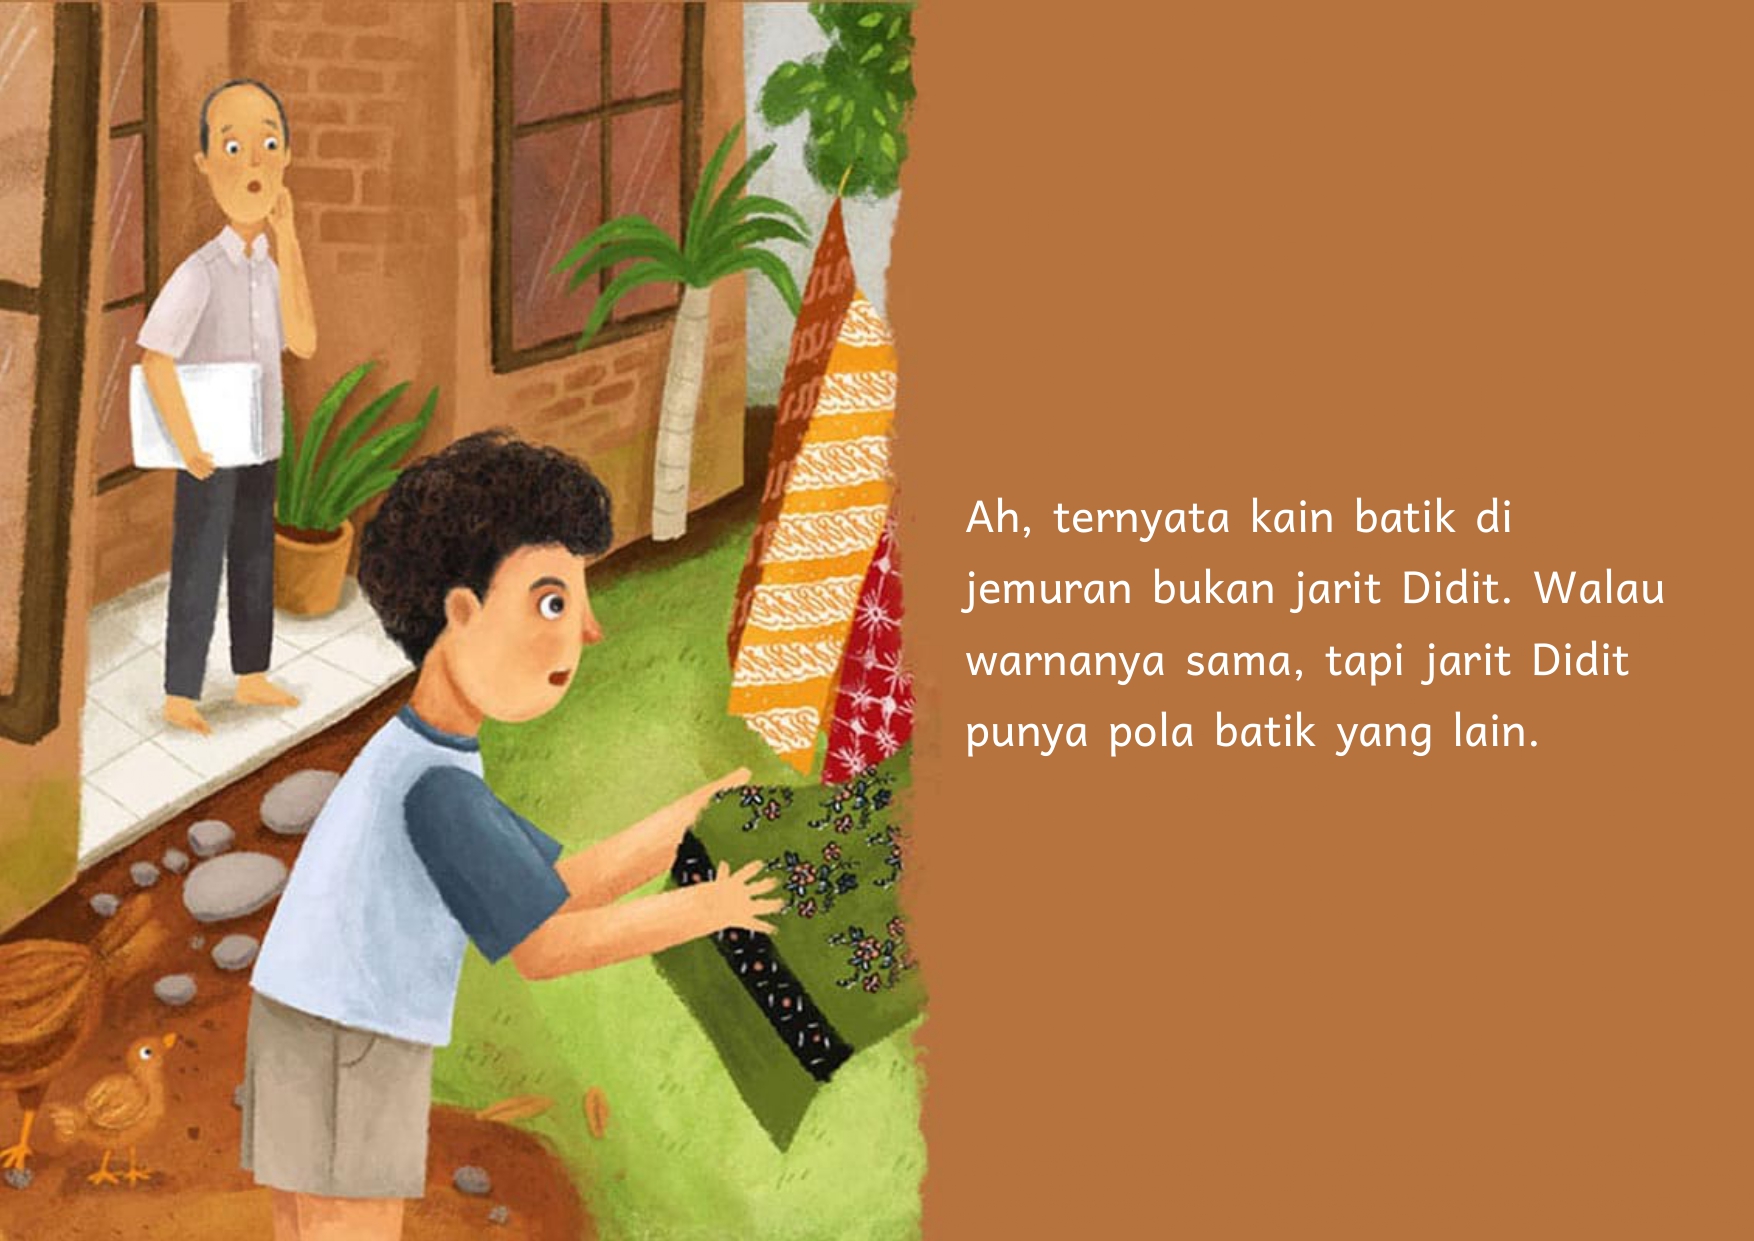 Ah, ternyata kain batik di
jemuran bukan jarit Didit. Walau
warnanya sama, tapi jarit Didit
punya pola batik yang lain.